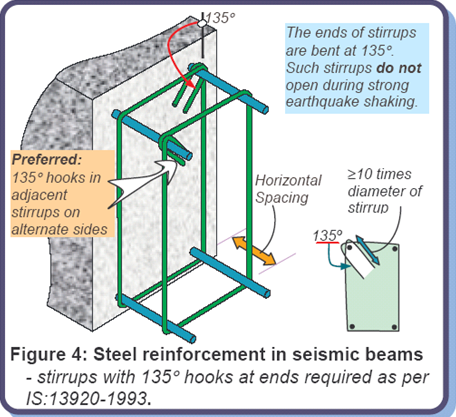 135°
The ends of stirrups
are bent at 135°.
Such stirrups do not
open during strong
earthquake shaking.
Preferred:
135° hooks in
adjacent
stirrups on
alternate sides
Horizontal
Spacing
≥10 times
diameter of
stirrup
135°
Figure 4: Steel reinforcement in seismic beams
- stirrups with 135° hooks at ends required as per
IS:13920-1993.